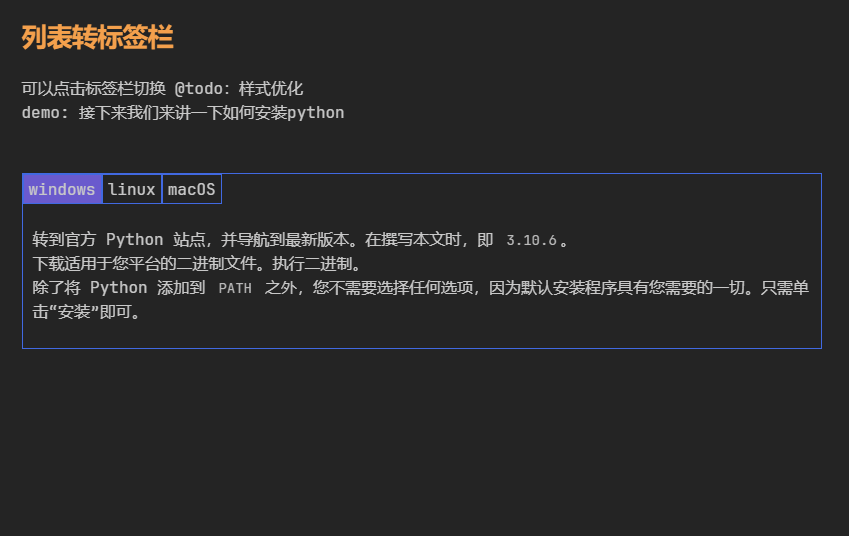 列表转标签栏
可以点击标签栏切换 @todo: 样式优化
demo: 接下来我们来讲一下如何安装python
windows linux macOS
转到官方 Python 站点，并导航到最新版本。在撰写本文时，即 3.10.6。
下载适用于您平台的二进制文件。执行二进制。
除了将 Python 添加到 PATH 之外，您不需要选择任何选项，因为默认安装程序具有您需要的一切。只需单
击“安装”即可。